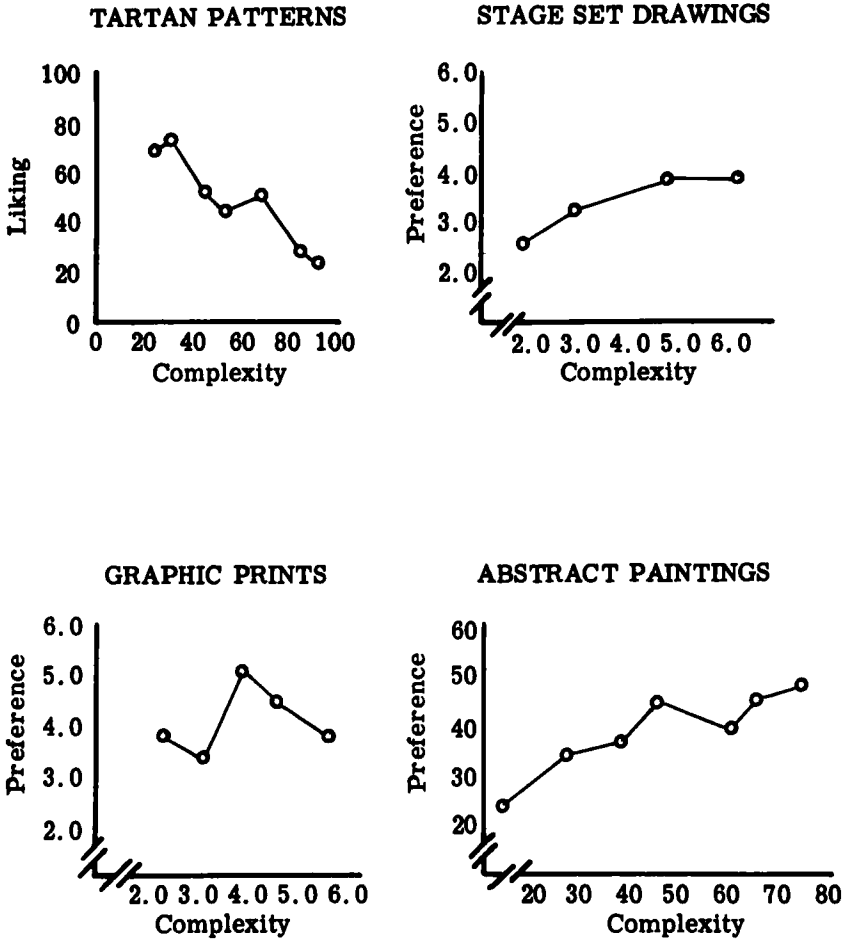 TARTAN PATTERNS
100
80
60
40
20
0
Liking
0 20 40 60 80 100
Complexity
STAGE SET DRAWINGS
6.0
5.0
4.0
3.0
2.0
Preference
2.0 3.0 4.0 5.0 6.0
Complexity
GRAPHIC PRINTS
6.0
5.0
4.0
3.0
2.0
Preference
2.0 3.0 4.0 5.0 6.0
Complexity
ABSTRACT PAINTINGS
60
50
40
30
20
Preference
20 30 40 50 60 70 80
Complexity